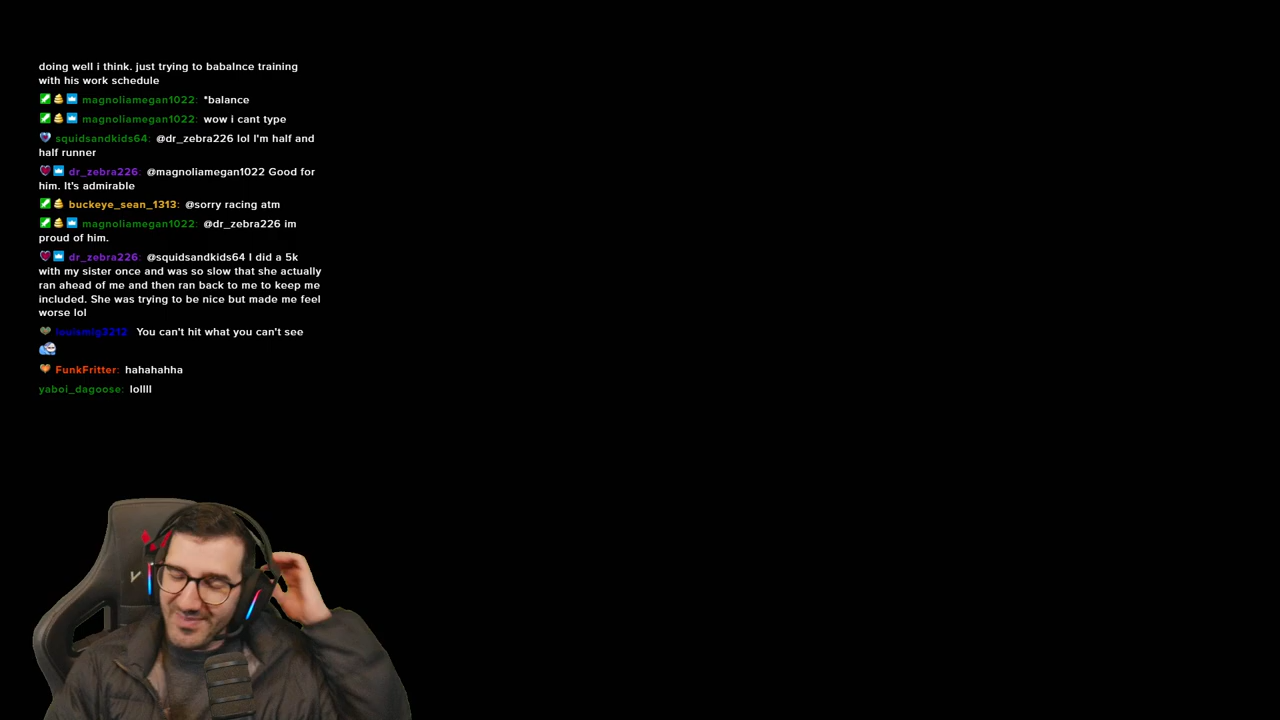 doing well i think. just trying to babalnce training
with his work schedule
magnoliamegan1022: *balance
magnoliamegan1022: wow i cant type
squidsandkids64: @dr_zebra226 lol I'm half and
half runner
dr_zebra226: @magnoliamegan1022 Good for
him. It's admirable
buckeye_sean_1313: @sorry racing atm
magnoliamegan1022: @dr_zebra226 im
proud of him.
dr_zebra226: @squidsandkids64 I did a 5k
with my sister once and was so slow that she actually
ran ahead of me and then ran back to me to keep me
included. She was trying to be nice but made me feel
worse lol
louismlg3212: You can't hit what you can't see
FunkFritter: hahahahha
yaboi_dagoose: lollll